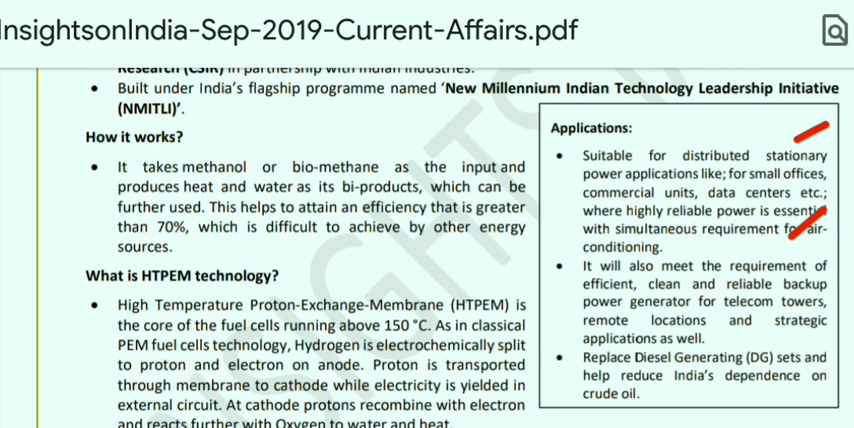 InsightsonIndia-Sep-2019-Current-Affairs.pdf
Research (CSIR) in partnership with Indian industries.
• Built under India's flagship programme named 'New Millennium Indian Technology Leadership Initiative
(NMITLI)'.
How it works?
• It takes methanol or bio-methane as the input and
produces heat and water as its bi-products, which can be
further used. This helps to attain an efficiency that is greater
than 70%, which is difficult to achieve by other energy
sources.
What is HTPEM technology?
• High Temperature Proton-Exchange-Membrane (HTPEM) is
the core of the fuel cells running above 150 °C. As in classical
PEM fuel cells technology, Hydrogen is electrochemically split
to proton and electron on anode. Proton is transported
through membrane to cathode while electricity is yielded in
external circuit. At cathode protons recombine with electron
and reacts further with Oxygen to water and heat.
Applications:
• Suitable for distributed stationary
power applications like; for small offices,
commercial units, data centers etc.;
where highly reliable power is essential
with simultaneous requirement for air-
conditioning.
• It will also meet the requirement of
efficient, clean and reliable backup
power generator for telecom towers,
remote locations and strategic
applications as well.
• Replace Diesel Generating (DG) sets and
help reduce India's dependence on
crude oil.